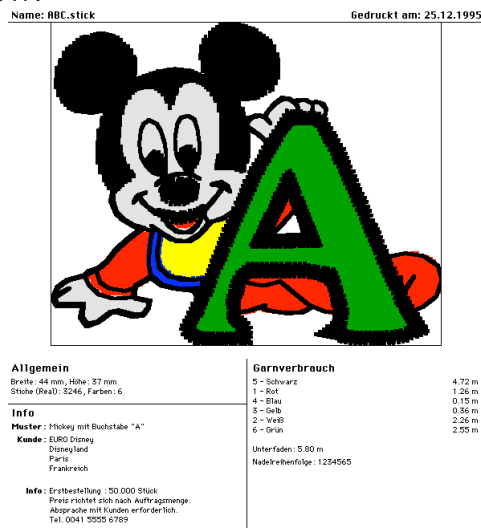 Name: ABC.stick Gedruckt am: 25.12.1995
Allgemein
Breite: 44 mm, Höhe: 37 mm
Stiche (Real): 3246, Farben: 6
Info
Muster: Mickey mit Buchstabe "A"
Kunde: EURO Disney
Disneyland
Paris
Frankreich
Info: Erstbestellung : 50.000 Stück
Preis richtet sich nach Auftragsmenge.
Absprache mit Kunden erforderlich.
Tel. 0041 5555 6789
Garnverbrauch
5 - Schwarz 4.72 m
1 - Rot 1.26 m
4 - Blau 0.15 m
3 - Gelb 0.36 m
2 - Weiß 2.26 m
6 - Grün 2.55 m
Unterfaden: 5.80 m
Nadelreihenfolge: 1234565